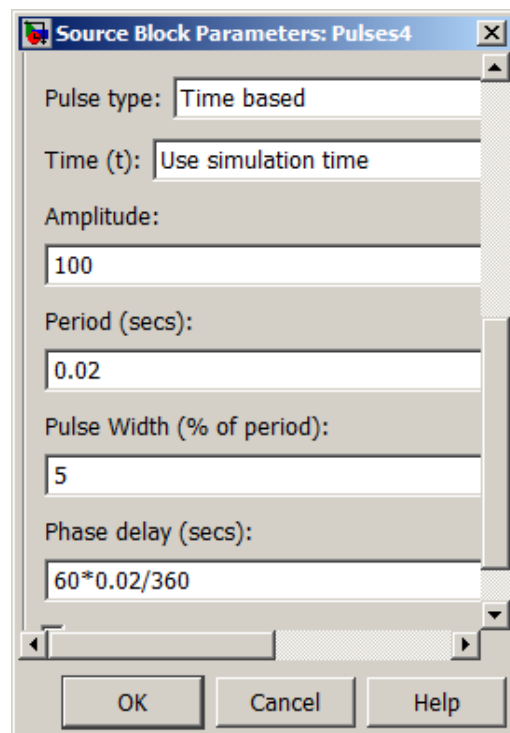 Source Block Parameters: Pulses4
Pulse type: Time based
Time (t): Use simulation time
Amplitude:
100
Period (secs):
0.02
Pulse Width (% of period):
5
Phase delay (secs):
60*0.02/360
OK Cancel Help